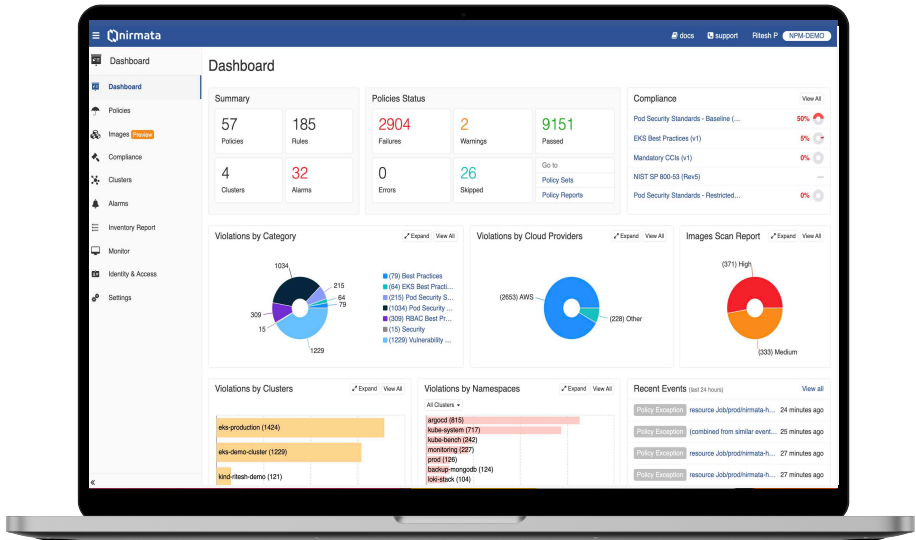 nirmata
docs
support
Ritesh P
NPM-DEMO
Dashboard
Dashboard
Policies
Images Preview
Compliance
Clusters
Alarms
Inventory Report
Monitor
Identity & Access
Settings
«
Dashboard
Summary
57
Policies
185
Rules
4
Clusters
32
Alarms
Policies Status
2904
Failures
2
Warnings
9151
Passed
0
Errors
26
Skipped
Go to
Policy Sets
Policy Reports
Compliance
View All
Pod Security Standards - Baseline (... 50%
EKS Best Practices (v1) 5%
Mandatory CCIs (v1) 0%
NIST SP 800-53 (Rev5) ---
Pod Security Standards - Restricted... 0%
Violations by Category
Expand View All
1034
215
64
79
309
15
1229
(79) Best Practices
(64) EKS Best Practi...
(215) Pod Security S...
(1034) Pod Security ...
(309) RBAC Best Pr...
(15) Security
(1229) Vulnerability ...
Violations by Cloud Providers
Expand View All
(2653) AWS
(228) Other
Images Scan Report
Expand View All
(371) High
(333) Medium
Violations by Clusters
Expand View All
eks-production (1424)
eks-demo-cluster (1229)
kind-ritesh-demo (121)
Violations by Namespaces
Expand View All
All Clusters
argocd (815)
kube-system (717)
kube-bench (242)
monitoring (227)
prod (126)
backup-mongodb (124)
loki-stack (104)
Recent Events (last 24 hours)
View all
Policy Exception resource Job/prod/nirmata-h... 24 minutes ago
Policy Exception (combined from similar event... 25 minutes ago
Policy Exception resource Job/prod/nirmata-h... 27 minutes ago
Policy Exception resource Job/prod/nirmata-h... 27 minutes ago